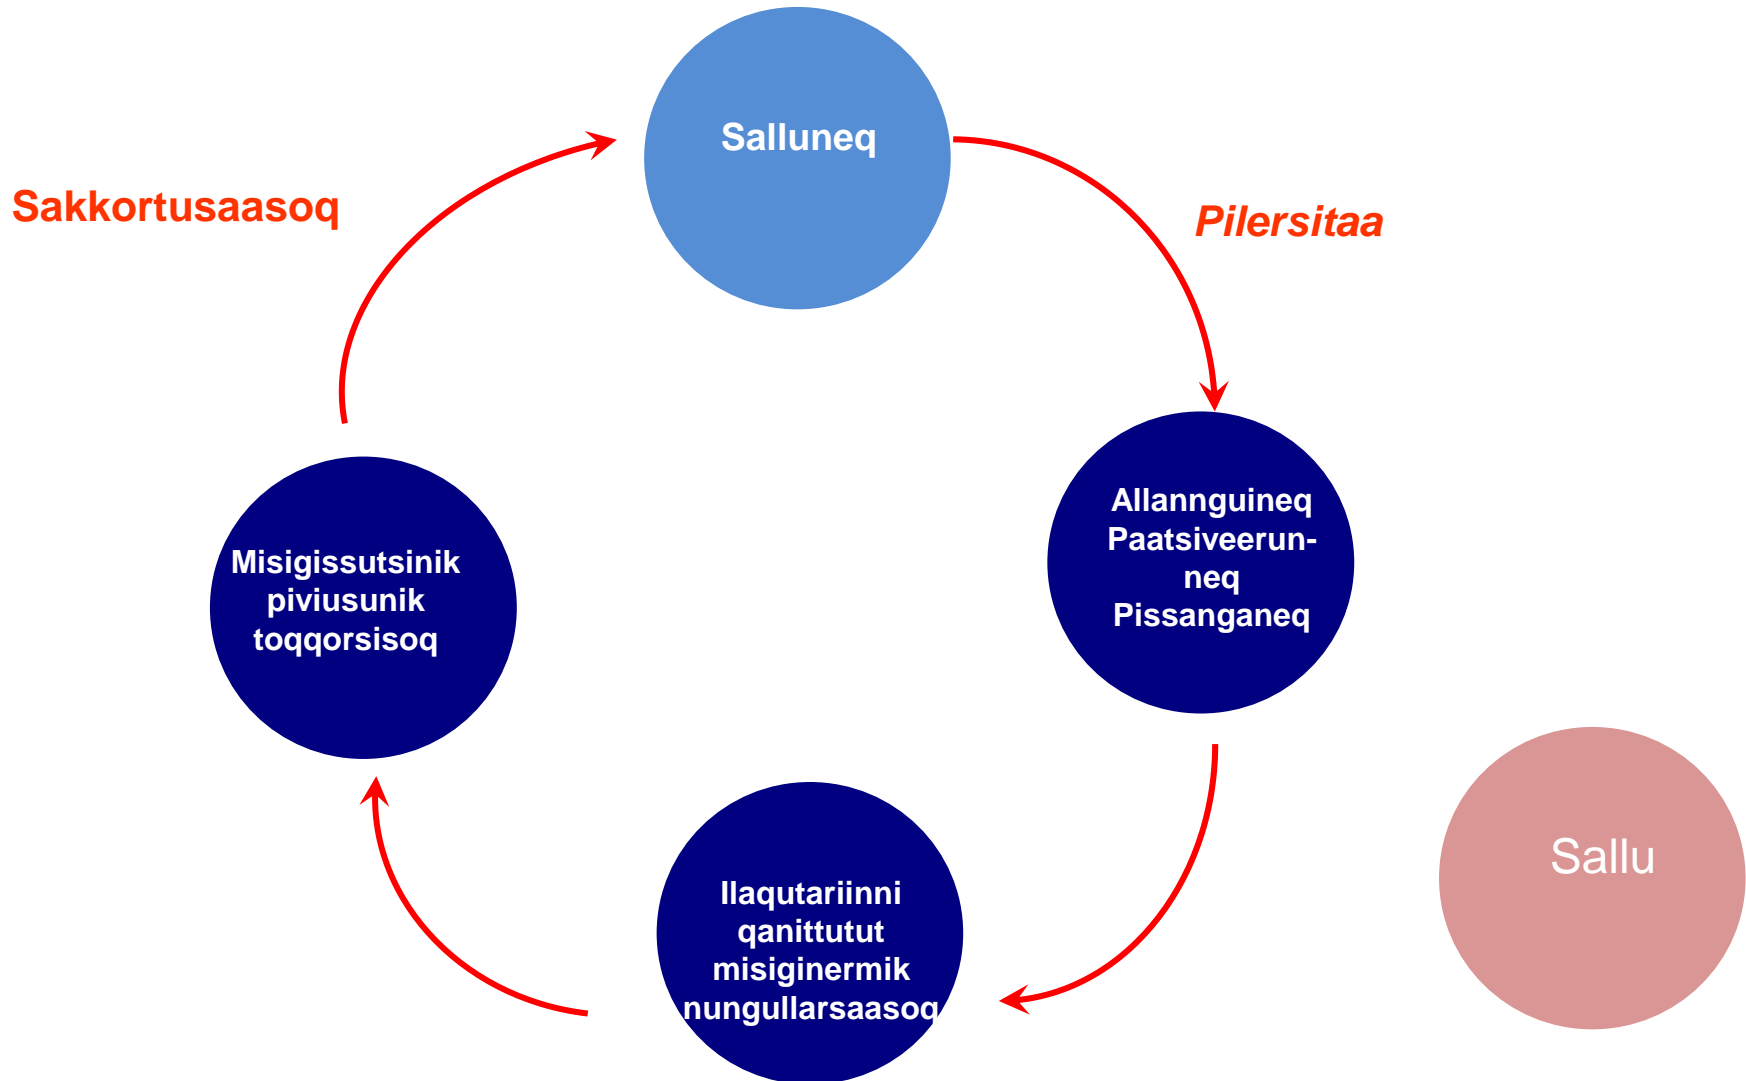 Salluneq
Sakkortusaasoq
Pilersitaa
Allannguineq
Paatsiveerun-
neq
Pissanganeq
Misigissutsinik
piviusunik
toqqorsisoq
Ilaqutariinni
qanittutut
misiginermik
nungullarsaasoq
Sallu